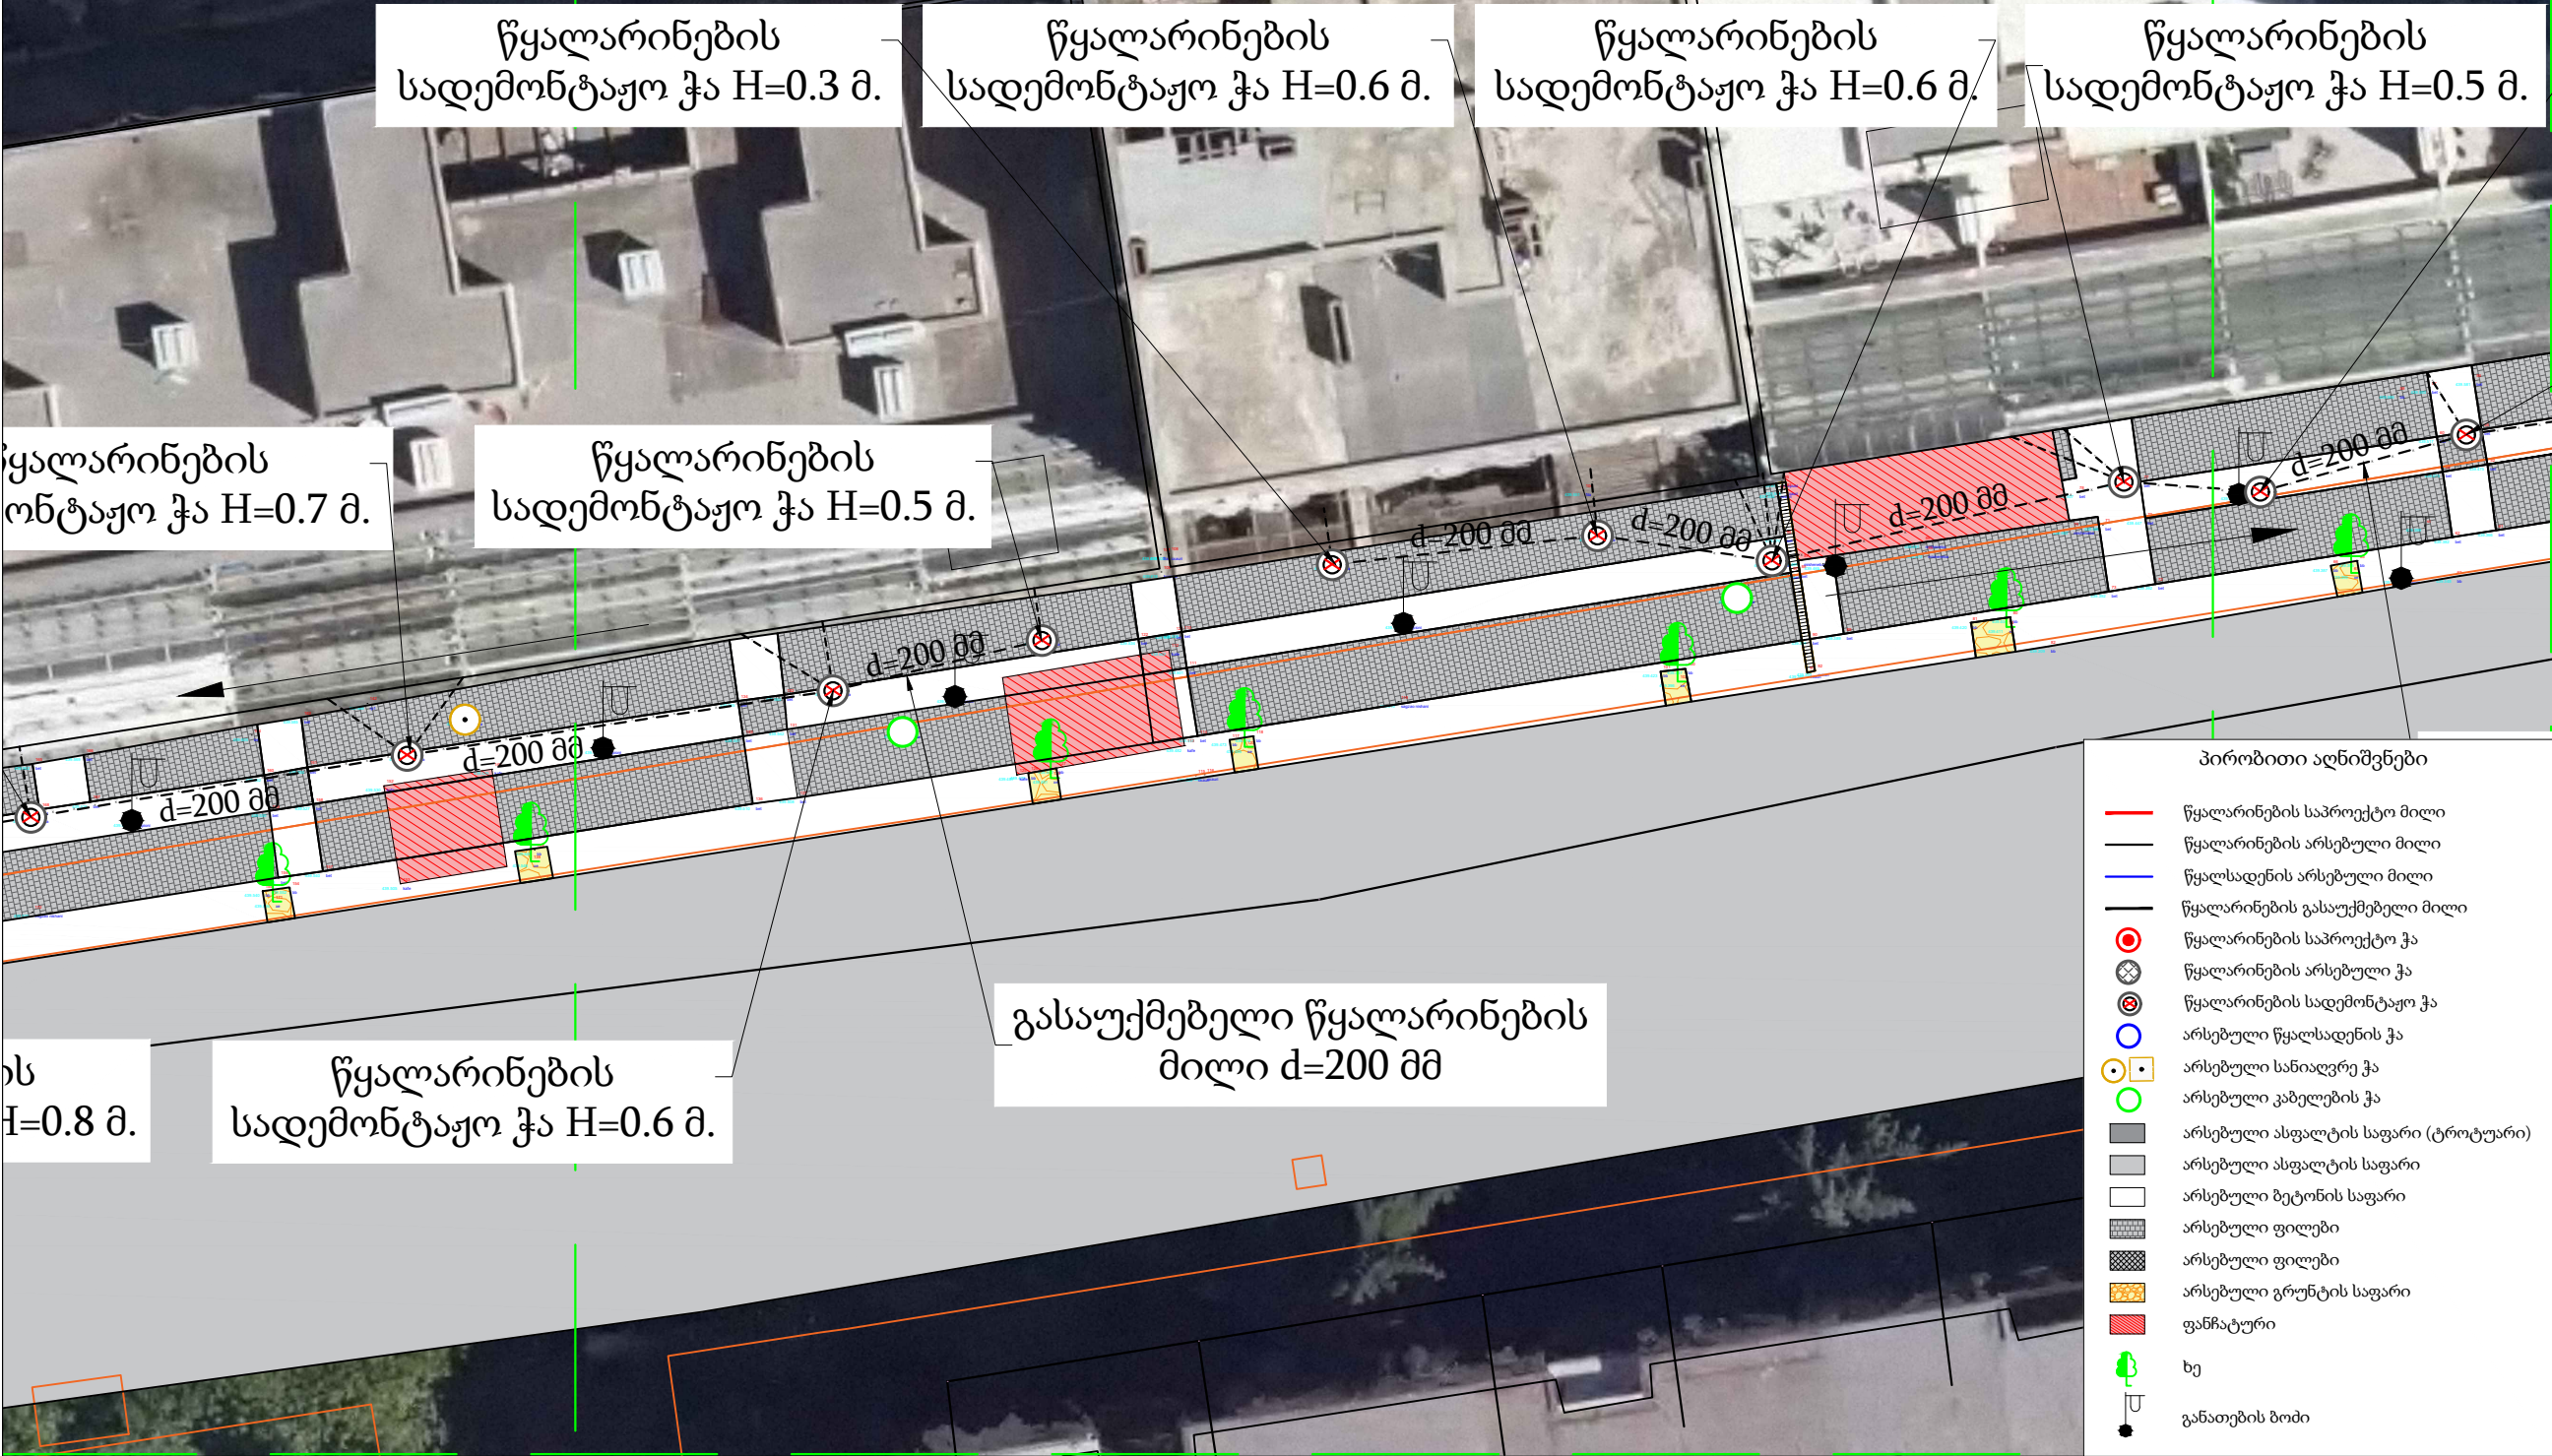 წყალარინების
სადემონტაჟო ჭა H=0.3 მ.
წყალარინების
სადემონტაჟო ჭა H=0.6 მ.
წყალარინების
სადემონტაჟო ჭა H=0.6 მ.
წყალარინების
სადემონტაჟო ჭა H=0.5 მ.
წყალარინების
ონტაჟო ჭა H=0.7 მ.
წყალარინების
სადემონტაჟო ჭა H=0.5 მ.
d=200 მმ
d=200 მმ
d=200 მმ
d=200 მმ
d=200 მმ
d=200 მმ
d=200 მმ
ის
H=0.8 მ.
წყალარინების
სადემონტაჟო ჭა H=0.6 მ.
გასაუქმებელი წყალარინების
მილი d=200 მმ
პირობითი აღნიშვნები
წყალარინების საპროექტო მილი
წყალარინების არსებული მილი
წყალსადენის არსებული მილი
წყალარინების გასაუქმებელი მილი
წყალარინების საპროექტო ჭა
წყალარინების არსებული ჭა
წყალარინების სადემონტაჟო ჭა
არსებული წყალსადენის ჭა
არსებული სანიაღვრე ჭა
არსებული კაბელების ჭა
არსებული ასფალტის საფარი (ტროტუარი)
არსებული ასფალტის საფარი
არსებული ბეტონის საფარი
არსებული ფილები
არსებული ფილები
არსებული გრუნტის საფარი
ფანჩატური
ხე
განათების ბოძი